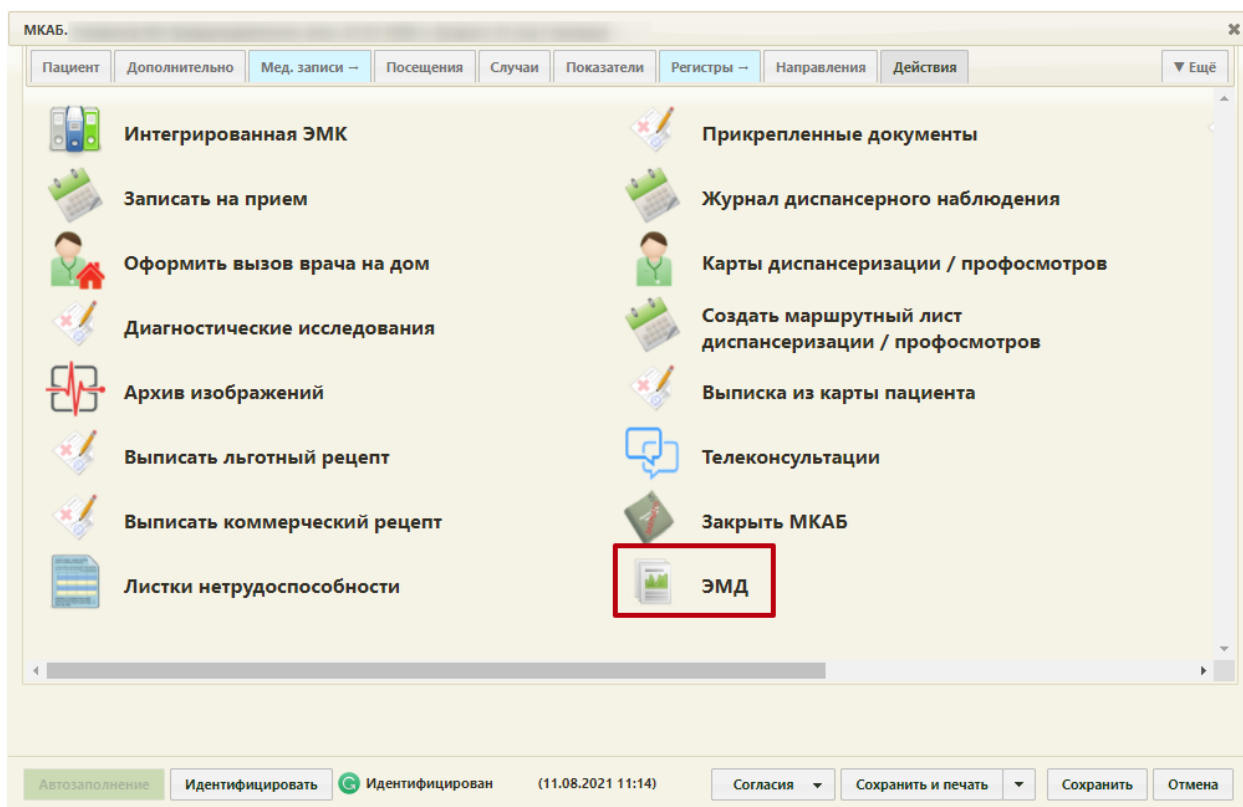 МКАБ.
Пациент Дополнительно Мед. записи → Посещения Случаи Показатели Регистры → Направления Действия ▼ Ещё
Интегрированная ЭМК
Прикрепленные документы
Записать на прием
Журнал диспансерного наблюдения
Оформить вызов врача на дом
Карты диспансеризации / профосмотров
Диагностические исследования
Создать маршрутный лист
диспансеризации / профосмотров
Архив изображений
Выписка из карты пациента
Выписать льготный рецепт
Телеконсультации
Выписать коммерческий рецепт
Закрыть МКАБ
Листки нетрудоспособности
ЭМД
Автозаполнение Идентифицировать Идентифицирован (11.08.2021 11:14) Согласия Сохранить и печать Сохранить Отмена